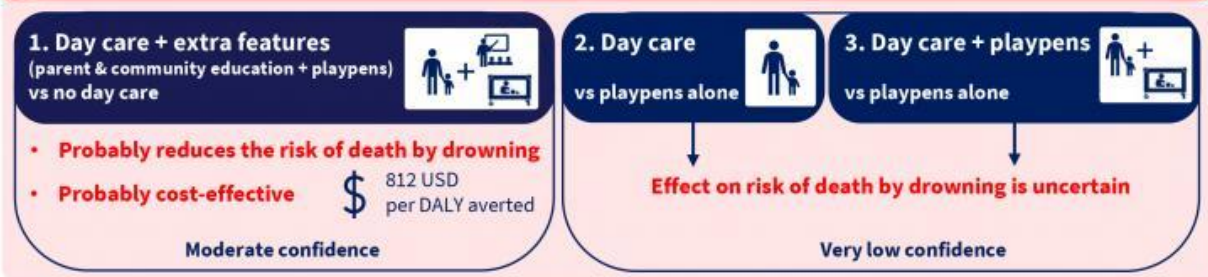 1. Day care + extra features
(parent & community education + playpens)
vs no day care
• Probably reduces the risk of death by drowning
• Probably cost-effective
$ 812 USD
per DALY averted
Moderate confidence
2. Day care
vs playpens alone
3. Day care + playpens
vs playpens alone
Effect on risk of death by drowning is uncertain
Very low confidence